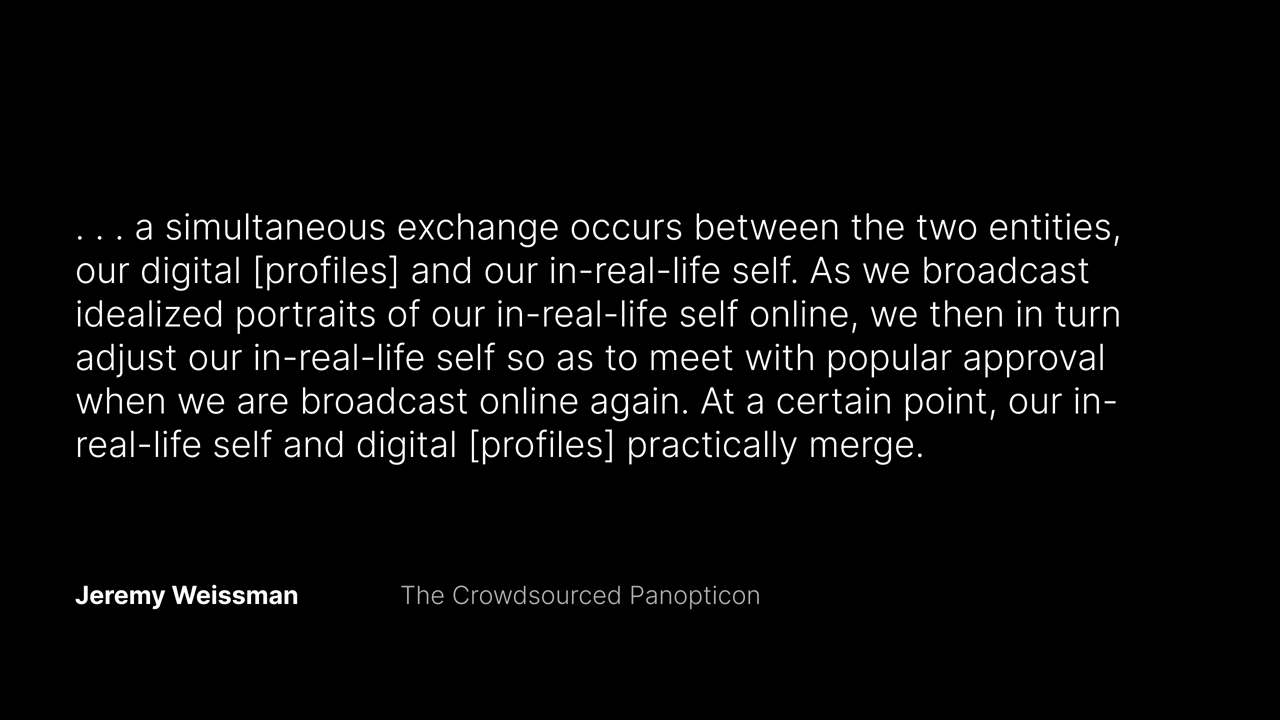 . . . a simultaneous exchange occurs between the two entities,
our digital [profiles] and our in-real-life self. As we broadcast
idealized portraits of our in-real-life self online, we then in turn
adjust our in-real-life self so as to meet with popular approval
when we are broadcast online again. At a certain point, our in-
real-life self and digital [profiles] practically merge.
Jeremy Weissman The Crowdsourced Panopticon